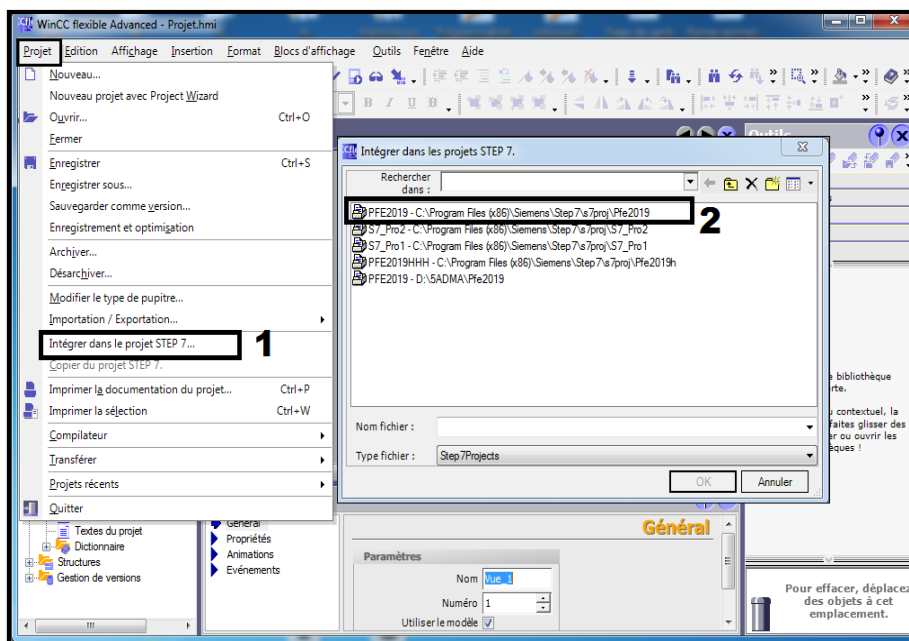 WinCC flexible Advanced - Projet.hmi
Projet Edition Affichage Insertion Format Blocs d'affichage Outils Fenêtre Aide
Nouveau...
Nouveau projet avec Project Wizard
Ouvrir... Ctrl+O
Fermer
Enregistrer Ctrl+S
Enregistrer sous...
Sauvegarder comme version...
Enregistrement et optimisation
Archiver...
Désarchiver...
Modifier le type de pupitre...
Importation / Exportation...
Intégrer dans le projet STEP 7...
1
Copier du projet STEP 7.
Imprimer la documentation du projet... Ctrl+P
Imprimer la sélection Ctrl+W
Compilateur
Transférer
Projets récents
Quitter
Outils
Intégrer dans les projets STEP 7.
Rechercher
dans :
PFE2019 - C:\Program Files (x86)\Siemens\Step7\s7proj\Pfe2019
2
S7_Pro2 - C:\Program Files (x86)\Siemens\Step7\s7proj\S7_Pro2
S7_Pro1 - C:\Program Files (x86)\Siemens\Step7\s7proj\S7_Pro1
PFE2019HHH - C:\Program Files (x86)\Siemens\Step7\s7proj\Pfe2019h
PFE2019 - D:\5ADMA\Pfe2019
Nom fichier :
Type fichier : Step7Projects
OK Annuler
e bibliothèque
rte.
u contextuel, la
faites glisser des
er ou ouvrir les
èques !
Textes du projet
Dictionnaire
Structures
Gestion de versions
Général
Propriétés
Animations
Evénements
Général
Paramètres
Nom Vue_1
Numéro 1
Utiliser le modèle
Pour effacer, déplacez
des objets à cet
emplacement.